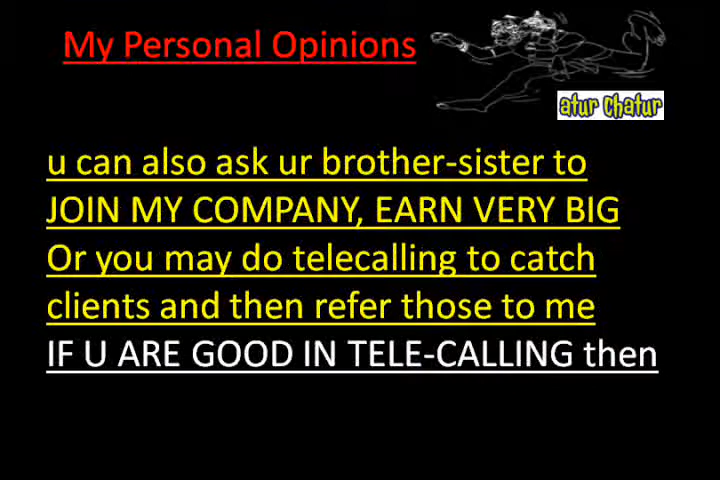 My Personal Opinions
atur chatur
u can also ask ur brother-sister to
JOIN MY COMPANY, EARN VERY BIG
Or you may do telecalling to catch
clients and then refer those to me
IF U ARE GOOD IN TELE-CALLING then